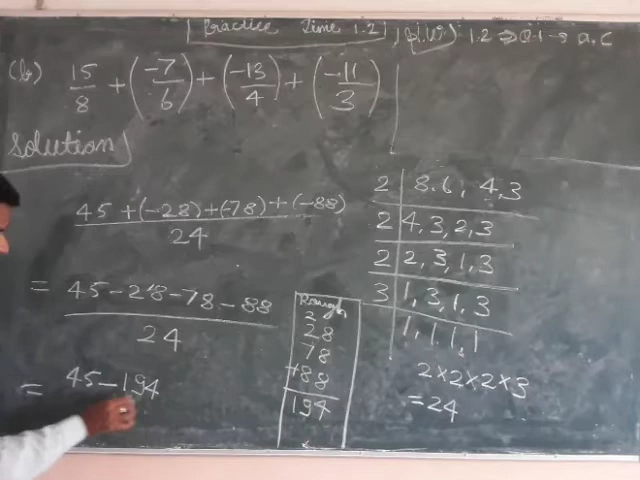 Practice Time 1.2, P.(W) 1.2 → Q.1 → a, c
(b) 15/8 + (-7/6) + (-13/4) + (-11/3)
Solution
45 + (-28) + (-78) + (-88) / 24
= 45 - 28 - 78 - 88 / 24
= 45 - 194
Rough
2
28
78
+88
194
2 | 8, 6, 4, 3
2 | 4, 3, 2, 3
2 | 2, 3, 1, 3
3 | 1, 3, 1, 3
1, 1, 1, 1
2×2×2×3
=24